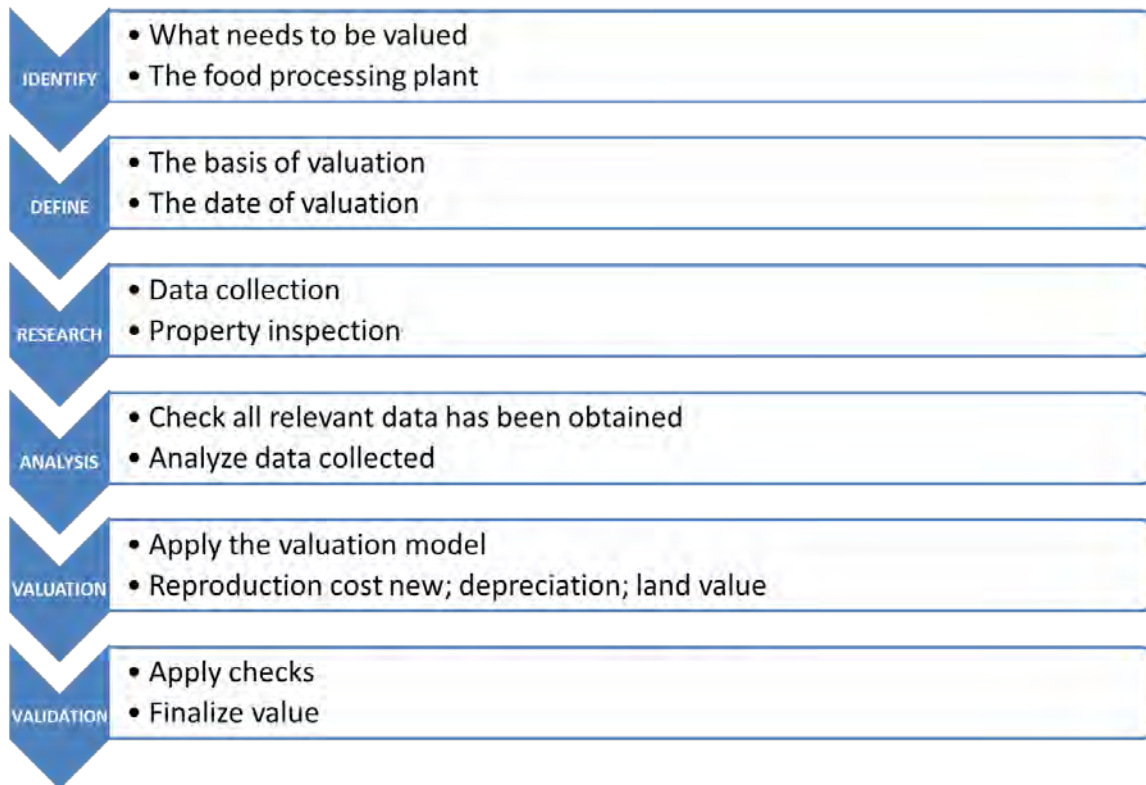 IDENTIFY
• What needs to be valued
• The food processing plant
DEFINE
• The basis of valuation
• The date of valuation
RESEARCH
• Data collection
• Property inspection
ANALYSIS
• Check all relevant data has been obtained
• Analyze data collected
VALUATION
• Apply the valuation model
• Reproduction cost new; depreciation; land value
VALIDATION
• Apply checks
• Finalize value